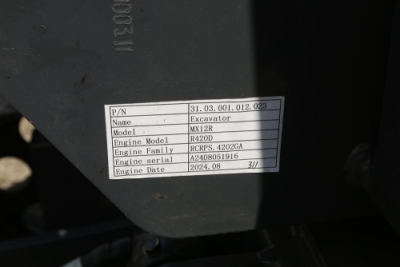 P/N 31.03.001.012.023
Name Excavator
Model MX12R
Engine Model R420D
Engine Family RCRPS.4202GA
Engine serial A2408051916
Engine Date 2024.08 311